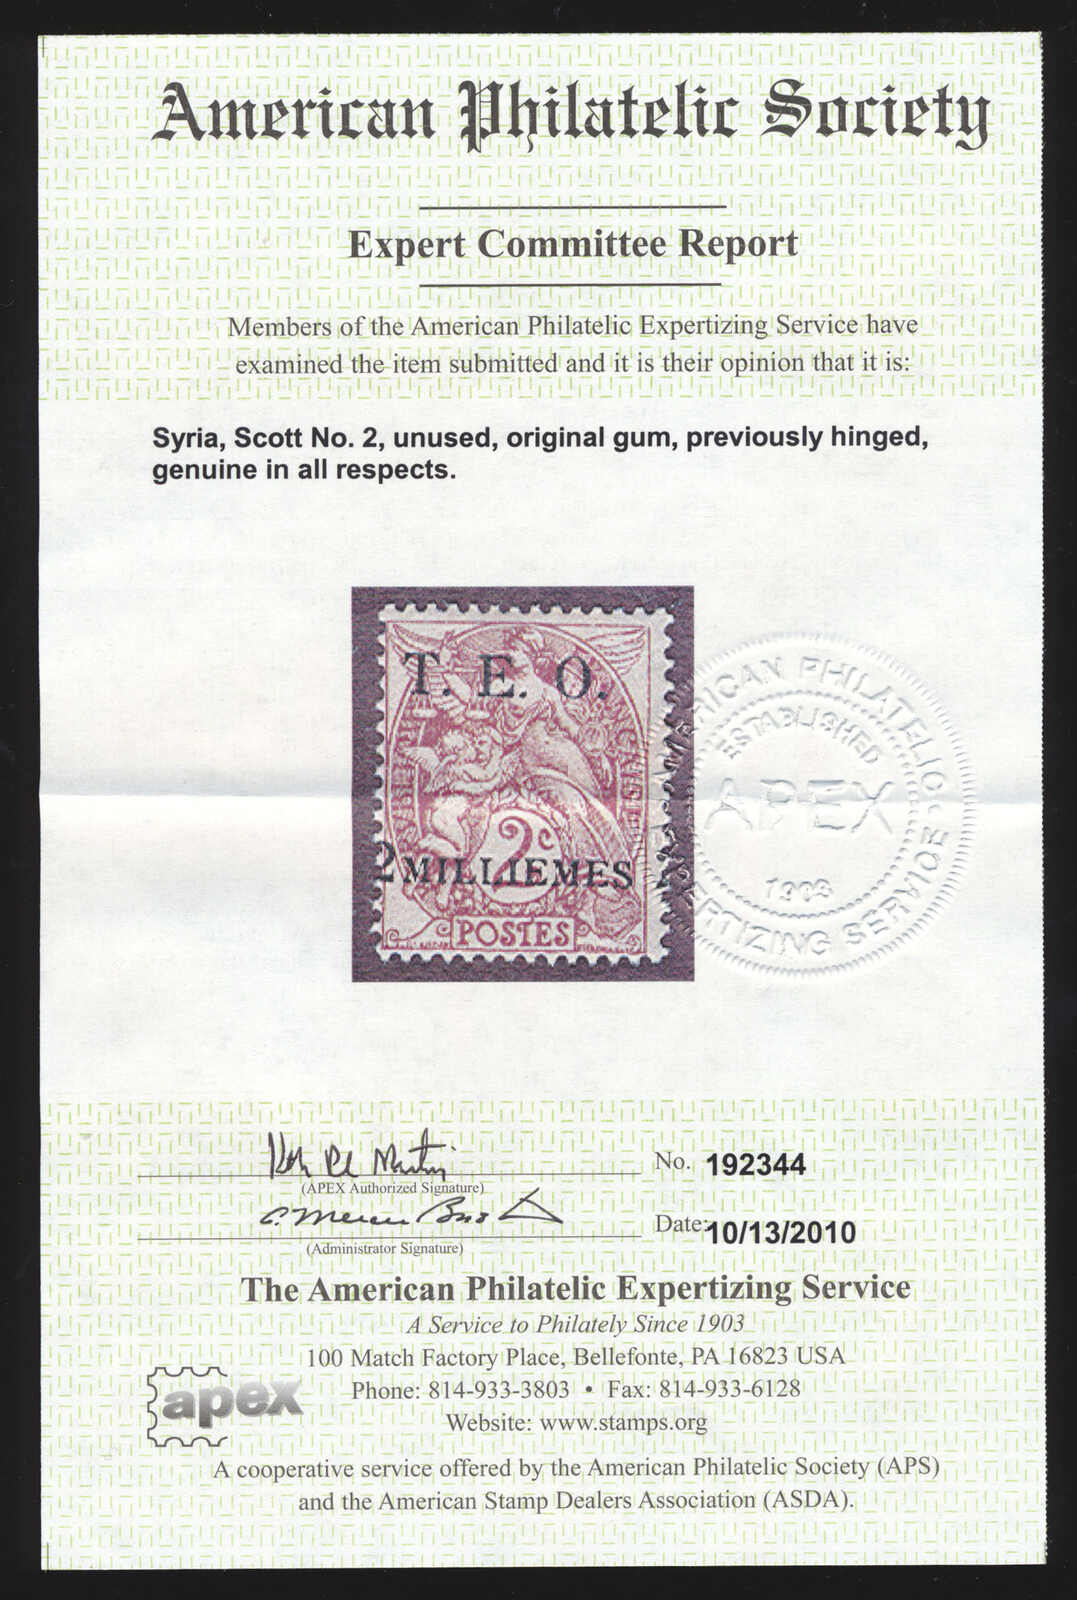 American Philatelic Society
Expert Committee Report
Members of the American Philatelic Expertizing Service have
examined the item submitted and it is their opinion that it is:
Syria, Scott No. 2, unused, original gum, previously hinged,
genuine in all respects.
T. E. O.
2c
2 MILLIEMES 2
POSTES
AMERICAN PHILATELIC
EXPERTIZING SERVICE
ESTABLISHED
APEX
1903
No. 192344
(APEX Authorized Signature)
Date: 10/13/2010
(Administrator Signature)
The American Philatelic Expertizing Service
A Service to Philately Since 1903
100 Match Factory Place, Bellefonte, PA 16823 USA
Phone: 814-933-3803 • Fax: 814-933-6128
Website: www.stamps.org
apex
A cooperative service offered by the American Philatelic Society (APS)
and the American Stamp Dealers Association (ASDA).